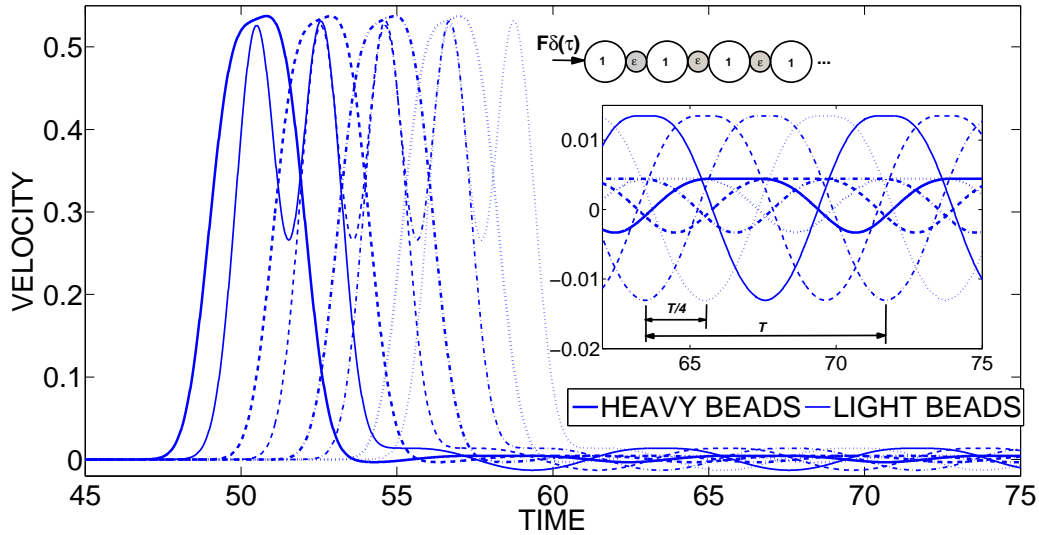 Fδ(τ)
1 ε 1 ε 1 ε 1 ...
0.5
0.4
0.3
0.2
0.1
0
VELOCITY
0.01
0
−0.01
−0.02
T/4
T
65 70 75
HEAVY BEADS LIGHT BEADS
45 50 55 60 65 70 75
TIME